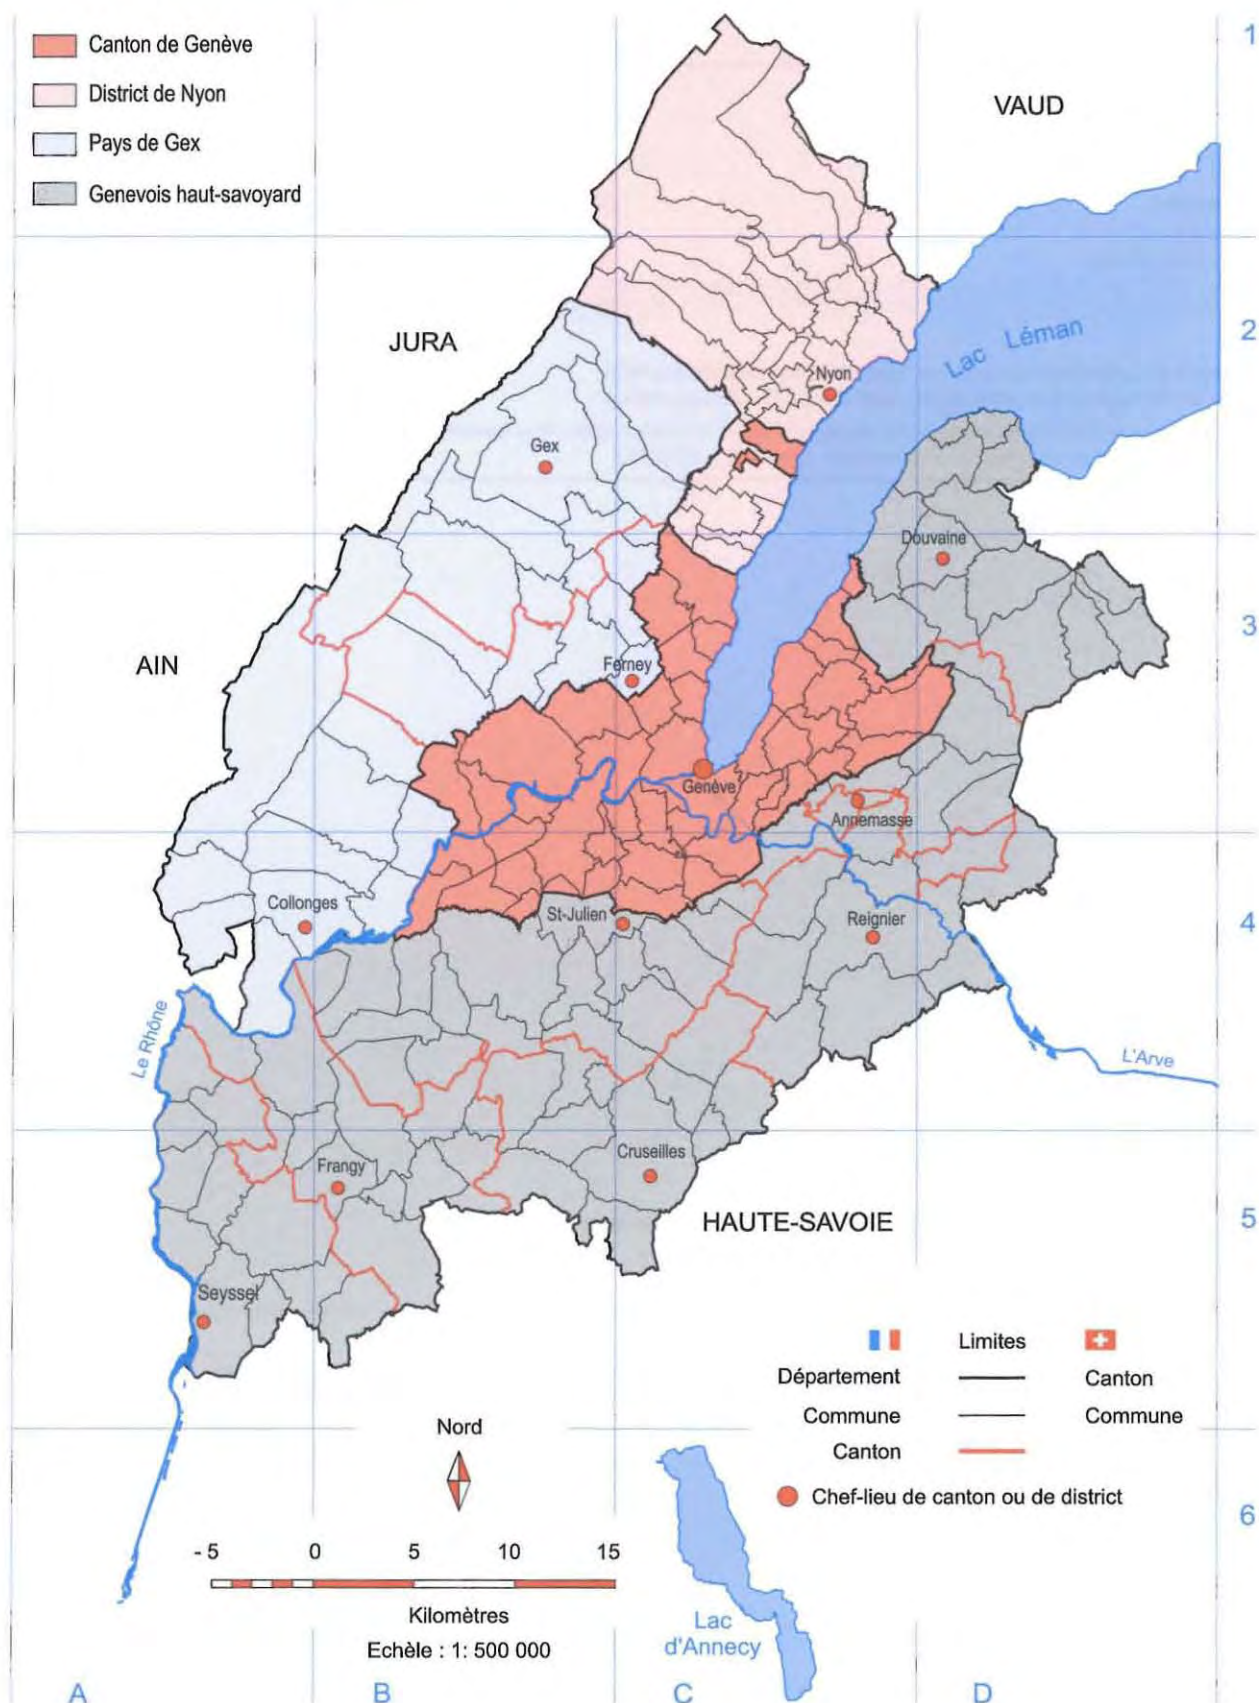 Canton de Genève
District de Nyon
Pays de Gex
Genevois haut-savoyard
1
VAUD
JURA
2
Lac Léman
Nyon
Gex
Douvaine
3
AIN
Ferney
Genève
Annemasse
Collonges
St-Julien
Reignier
4
Le Rhône
L'Arve
Cruseilles
Frangy
HAUTE-SAVOIE
5
Seyssel
Limites
Département
Canton
Commune
Commune
Canton
Chef-lieu de canton ou de district
Nord
6
- 5 0 5 10 15
Kilomètres
Echèle : 1: 500 000
Lac
d'Annecy
A B C D